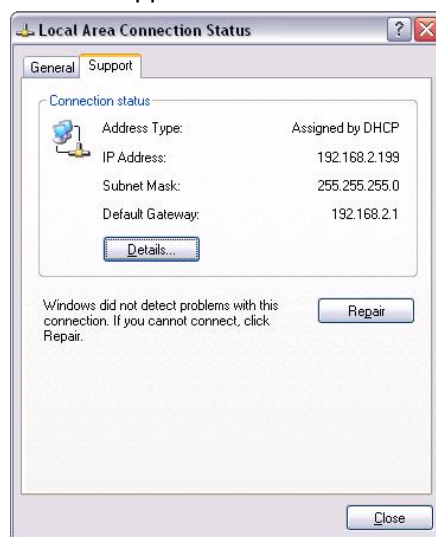 Local Area Connection Status
General Support
Connection status
Address Type: Assigned by DHCP
IP Address: 192.168.2.199
Subnet Mask: 255.255.255.0
Default Gateway: 192.168.2.1
Details...
Windows did not detect problems with this
connection. If you cannot connect, click
Repair.
Repair
Close